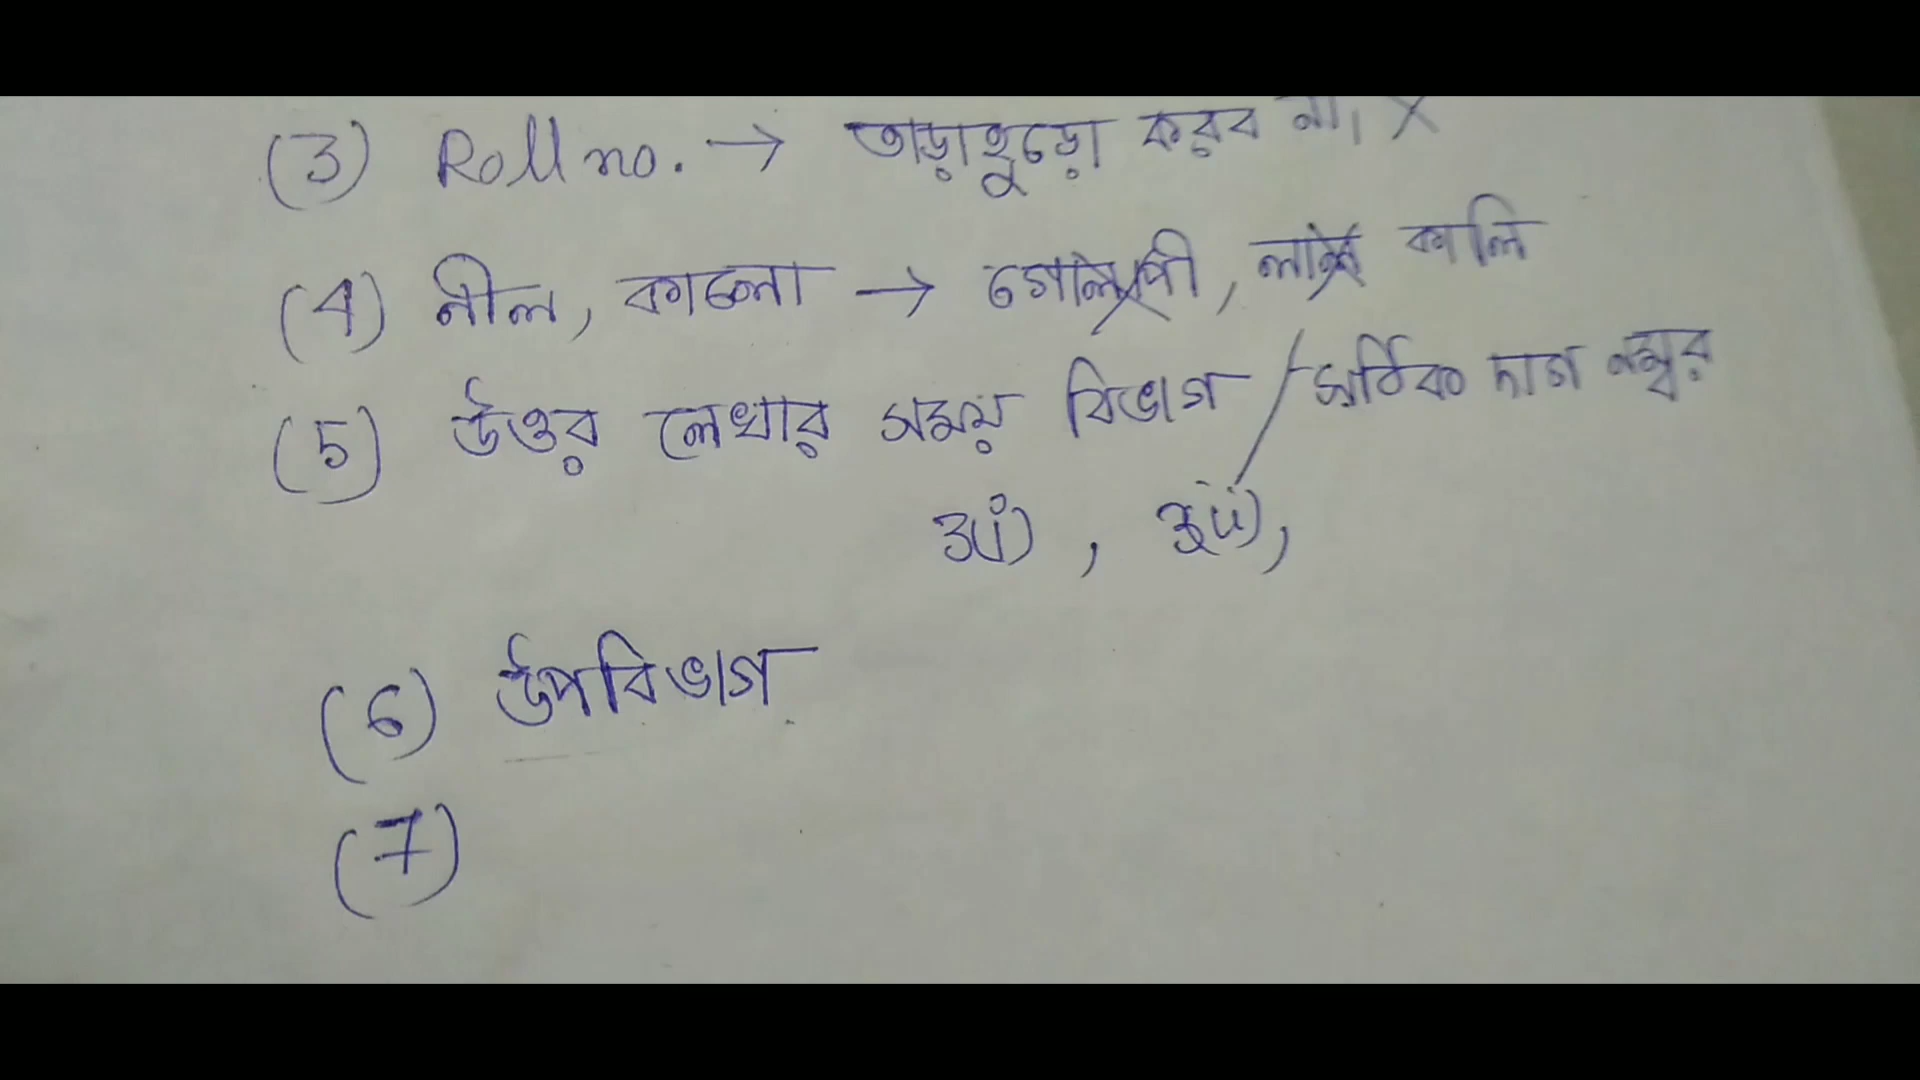 (3) Roll no. → তাড়াহুড়ো করব না। X
(4) নীল, কালো → গোলাপী, লাল কালি
(5) উত্তর লেখার সময় বিভাগ / সঠিক দাগ নম্বর
3(i), 3(ii),
(6) উপবিভাগ
(7)